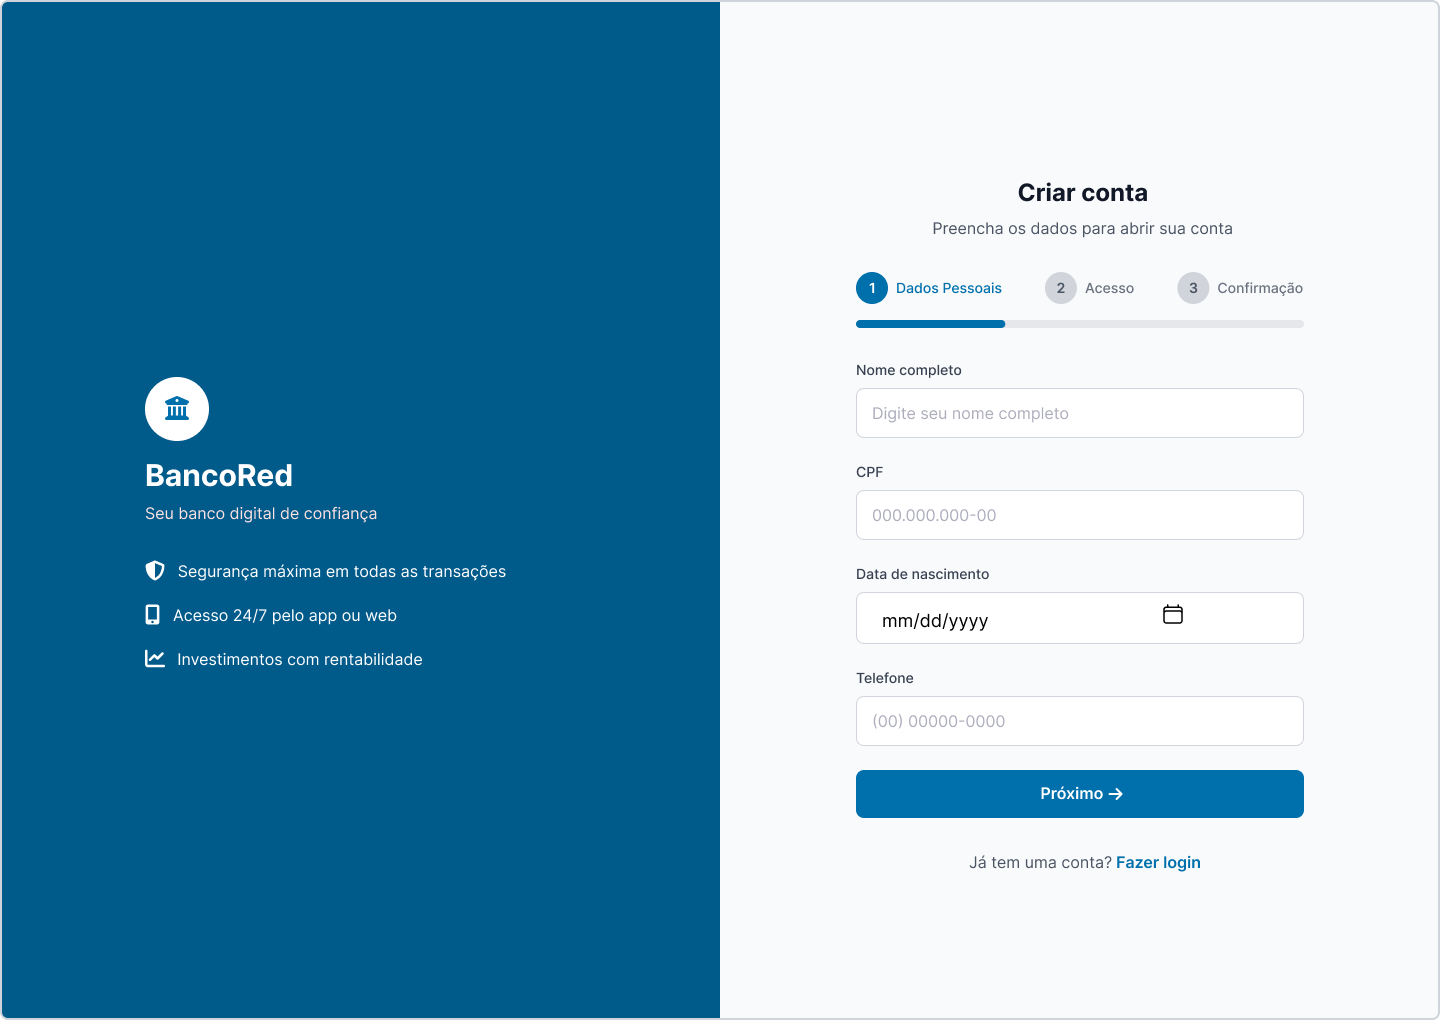 BancoRed
Seu banco digital de confiança
Segurança máxima em todas as transações
Acesso 24/7 pelo app ou web
Investimentos com rentabilidade
Criar conta
Preencha os dados para abrir sua conta
1 Dados Pessoais 2 Acesso 3 Confirmação
Nome completo
Digite seu nome completo
CPF
000.000.000-00
Data de nascimento
mm/dd/yyyy
Telefone
(00) 00000-0000
Próximo →
Já tem uma conta? Fazer login